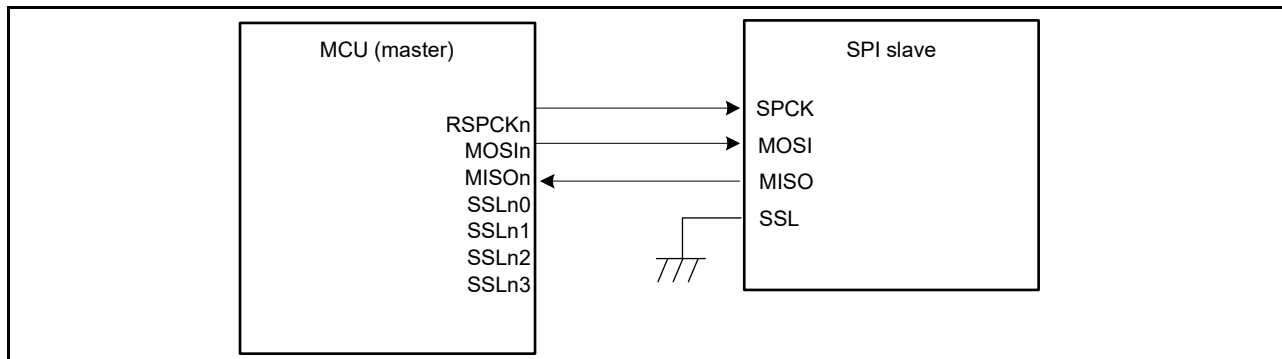 MCU (master)
RSPCKn
MOSIn
MISOn
SSLn0
SSLn1
SSLn2
SSLn3
SPI slave
SPCK
MOSI
MISO
SSL